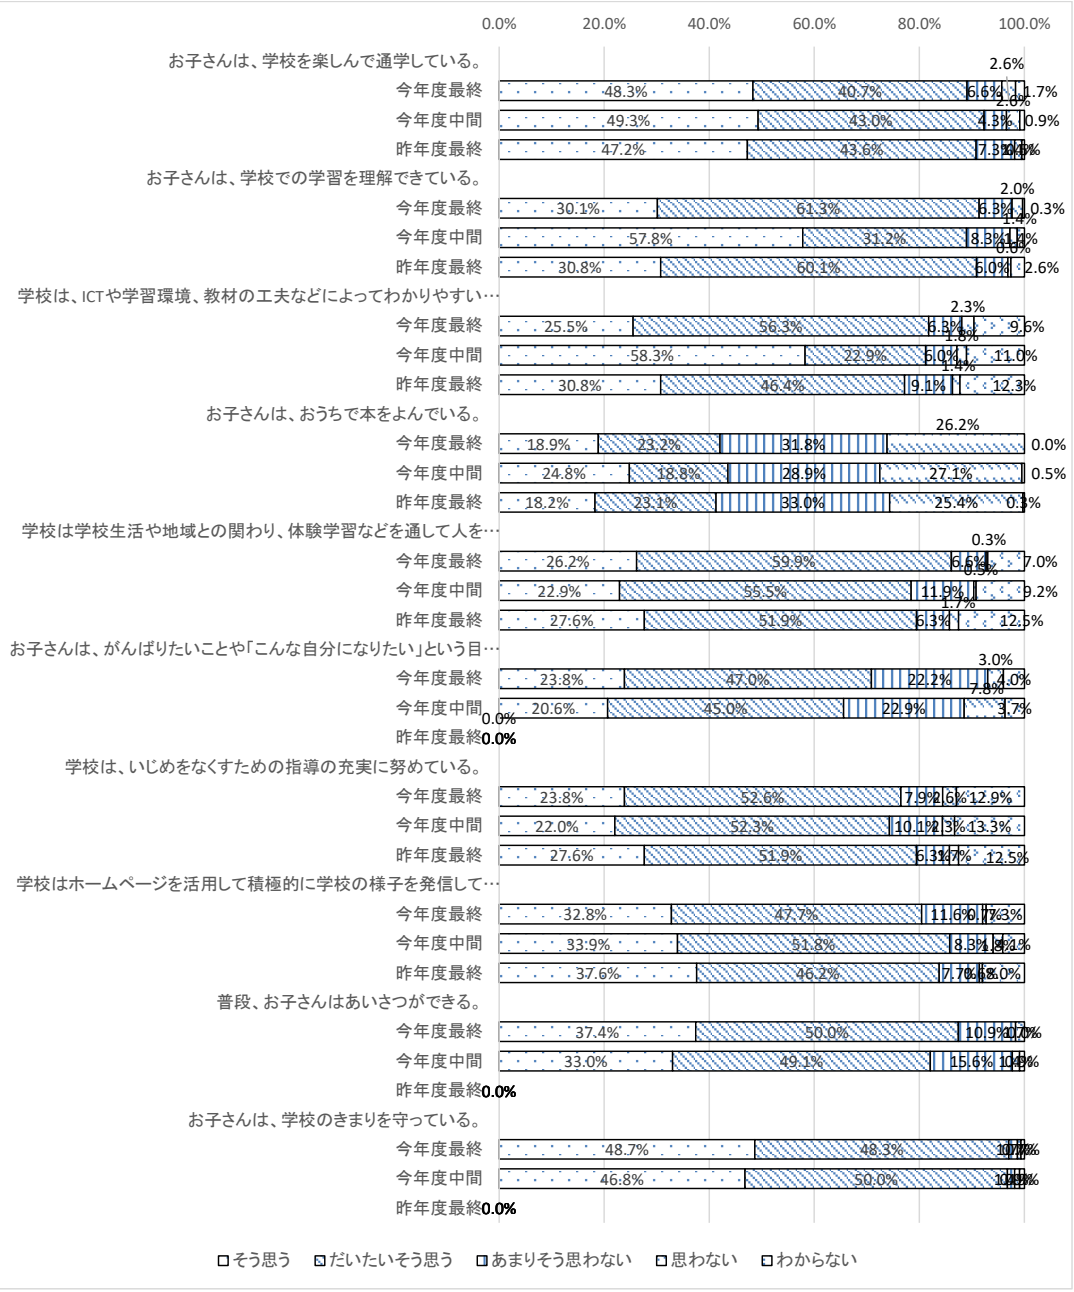 0.0% 20.0% 40.0% 60.0% 80.0% 100.0%
お子さんは、学校を楽しんで通学している。
2.6%
今年度最終 48.3% 40.7% 6.6% 1.7%
2.6%
今年度中間 49.3% 43.0% 4.3% 0.9%
昨年度最終 47.2% 43.6% 7.3%
お子さんは、学校での学習を理解できている。
2.0%
今年度最終 30.1% 61.3% 6.3% 0.3%
1.4%
今年度中間 57.8% 31.2% 8.3% 1.4%
0.6%
昨年度最終 30.8% 60.1% 6.0% 2.6%
学校は、ICTや学習環境、教材の工夫などによってわかりやすい…
2.3%
今年度最終 25.5% 56.3% 6.3% 9.6%
1.8%
今年度中間 58.3% 22.9% 6.0% 11.0%
1.4%
昨年度最終 30.8% 46.4% 9.1% 12.3%
お子さんは、おうちで本をよんでいる。
26.2%
今年度最終 18.9% 23.2% 31.8% 0.0%
今年度中間 24.8% 18.8% 28.9% 27.1% 0.5%
昨年度最終 18.2% 23.1% 33.0% 25.4% 0.3%
学校は学校生活や地域との関わり、体験学習などを通して人を…
0.3%
今年度最終 26.2% 59.9% 6.6% 7.0%
0.5%
今年度中間 22.9% 55.5% 11.9% 9.2%
1.7%
昨年度最終 27.6% 51.9% 6.3% 12.5%
お子さんは、がんばりたいことや「こんな自分になりたい」という目…
3.0%
今年度最終 23.8% 47.0% 22.2% 4.0%
7.8%
今年度中間 20.6% 45.0% 22.9% 3.7%
0.0%
昨年度最終 0.0%
学校は、いじめをなくすための指導の充実に努めている。
今年度最終 23.8% 52.6% 7.9% 2.6% 12.9%
今年度中間 22.0% 52.3% 10.1% 2.3% 13.3%
昨年度最終 27.6% 51.9% 6.3% 1.7% 12.5%
学校はホームページを活用して積極的に学校の様子を発信して…
今年度最終 32.8% 47.7% 11.6% 0.7% 7.3%
今年度中間 33.9% 51.8% 8.3% 1.8% 4.1%
昨年度最終 37.6% 46.2% 7.7% 0.6% 8.0%
普段、お子さんはあいさつができる。
今年度最終 37.4% 50.0% 10.9%
今年度中間 33.0% 49.1% 15.6%
昨年度最終 0.0%
お子さんは、学校のきまりを守っている。
今年度最終 48.7% 48.3%
今年度中間 46.8% 50.0%
昨年度最終 0.0%
そう思う だいたいそう思う あまりそう思わない 思わない わからない